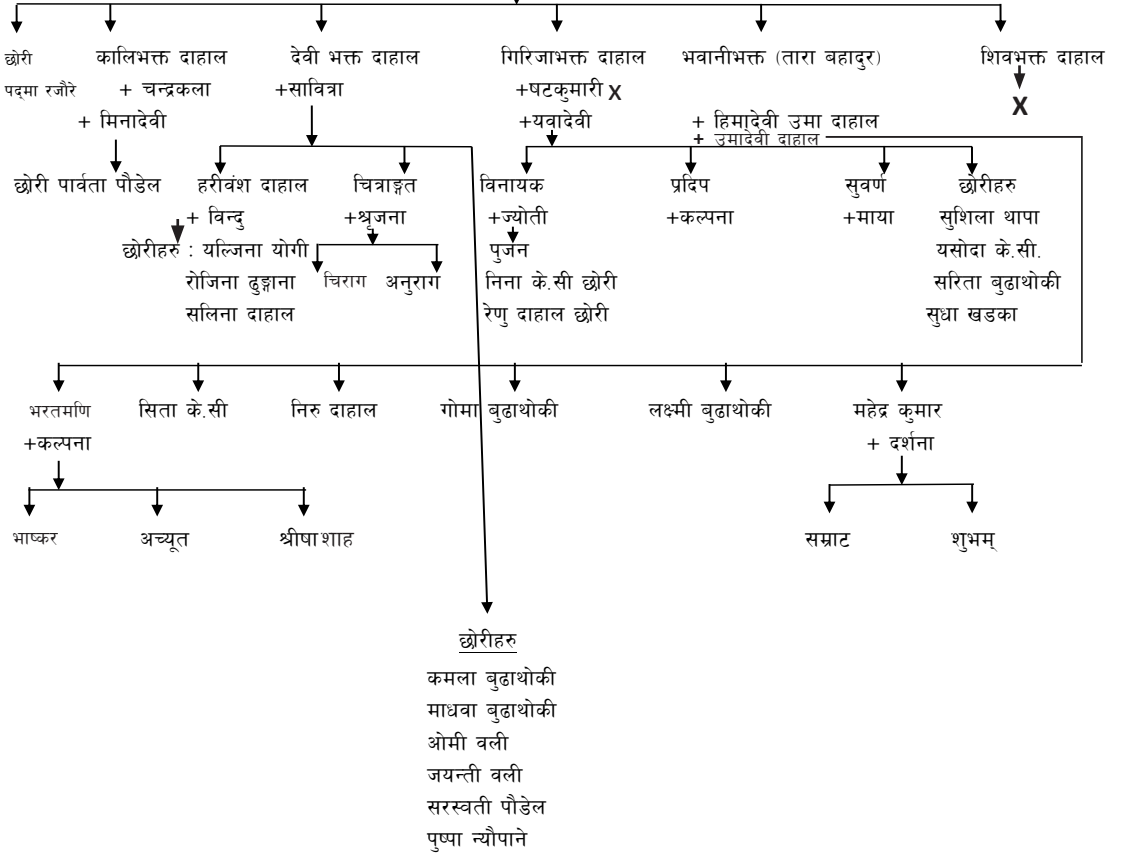 छोरी कालिभक्त दाहाल देवी भक्त दाहाल गिरिजाभक्त दाहाल भवानीभक्त (तारा बहादुर) शिवभक्त दाहाल
पद्मा रजौरे + चन्द्रकला +सावित्रा +षटकुमारी X
X
+ मिनादेवी +यवादेवी + हिमादेवी उमा दाहाल
+ उमादेवी दाहाल
छोरी पार्वता पौडेल हरीवंश दाहाल चित्राङ्गत विनायक प्रदिप सुवर्ण छोरीहरु
+ विन्दु +श्रृजना +ज्योती +कल्पना +माया सुशिला थापा
छोरीहरु : यल्जिना योगी पुजन यसोदा के.सी.
रोजिना ढुङ्गाना चिराग अनुराग निना के.सी छोरी सरिता बुढाथोकी
सलिना दाहाल रेणु दाहाल छोरी सुधा खडका
भरतमणि सिता के.सी निरु दाहाल गोमा बुढाथोकी लक्ष्मी बुढाथोकी महेद्र कुमार
+कल्पना + दर्शना
भाष्कर अच्यूत श्रीषा शाह सम्राट शुभम्
छोरीहरु
कमला बुढाथोकी
माधवा बुढाथोकी
ओमी वली
जयन्ती वली
सरस्वती पौडेल
पुष्पा न्यौपाने